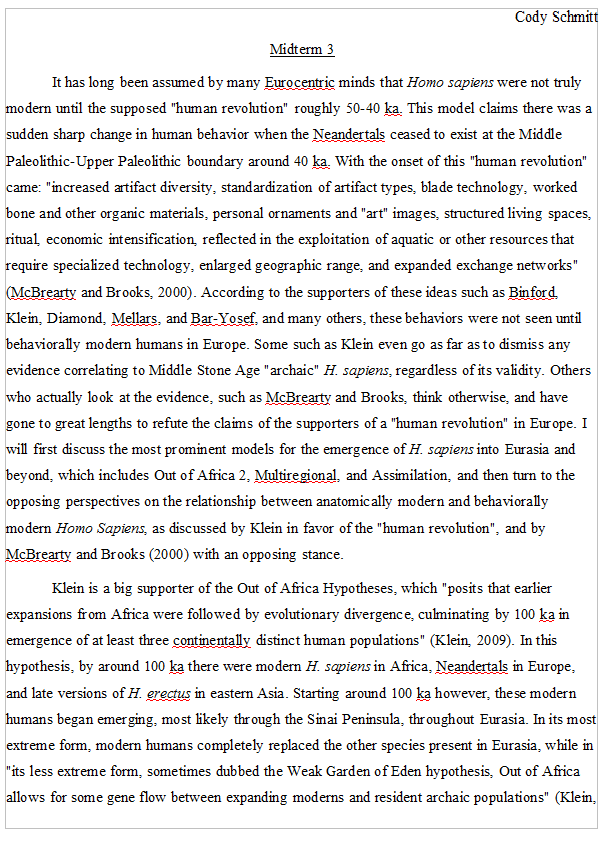 Cody Schmitt
Midterm 3
It has long been assumed by many Eurocentric minds that Homo sapiens were not truly
modern until the supposed "human revolution" roughly 50-40 ka. This model claims there was a
sudden sharp change in human behavior when the Neandertals ceased to exist at the Middle
Paleolithic-Upper Paleolithic boundary around 40 ka. With the onset of this "human revolution"
came: "increased artifact diversity, standardization of artifact types, blade technology, worked
bone and other organic materials, personal ornaments and "art" images, structured living spaces,
ritual, economic intensification, reflected in the exploitation of aquatic or other resources that
require specialized technology, enlarged geographic range, and expanded exchange networks"
(McBrearty and Brooks, 2000). According to the supporters of these ideas such as Binford,
Klein, Diamond, Mellars, and Bar-Yosef, and many others, these behaviors were not seen until
behaviorally modern humans in Europe. Some such as Klein even go as far as to dismiss any
evidence correlating to Middle Stone Age "archaic" H. sapiens, regardless of its validity. Others
who actually look at the evidence, such as McBrearty and Brooks, think otherwise, and have
gone to great lengths to refute the claims of the supporters of a "human revolution" in Europe. I
will first discuss the most prominent models for the emergence of H. sapiens into Eurasia and
beyond, which includes Out of Africa 2, Multiregional, and Assimilation, and then turn to the
opposing perspectives on the relationship between anatomically modern and behaviorally
modern Homo Sapiens, as discussed by Klein in favor of the "human revolution", and by
McBrearty and Brooks (2000) with an opposing stance.
Klein is a big supporter of the Out of Africa Hypotheses, which "posits that earlier
expansions from Africa were followed by evolutionary divergence, culminating by 100 ka in
emergence of at least three continentally distinct human populations" (Klein, 2009). In this
hypothesis, by around 100 ka there were modern H. sapiens in Africa, Neandertals in Europe,
and late versions of H. erectus in eastern Asia. Starting around 100 ka however, these modern
humans began emerging, most likely through the Sinai Peninsula, throughout Eurasia. In its most
extreme form, modern humans completely replaced the other species present in Eurasia, while in
"its less extreme form, sometimes dubbed the Weak Garden of Eden hypothesis, Out of Africa
allows for some gene flow between expanding moderns and resident archaic populations" (Klein,